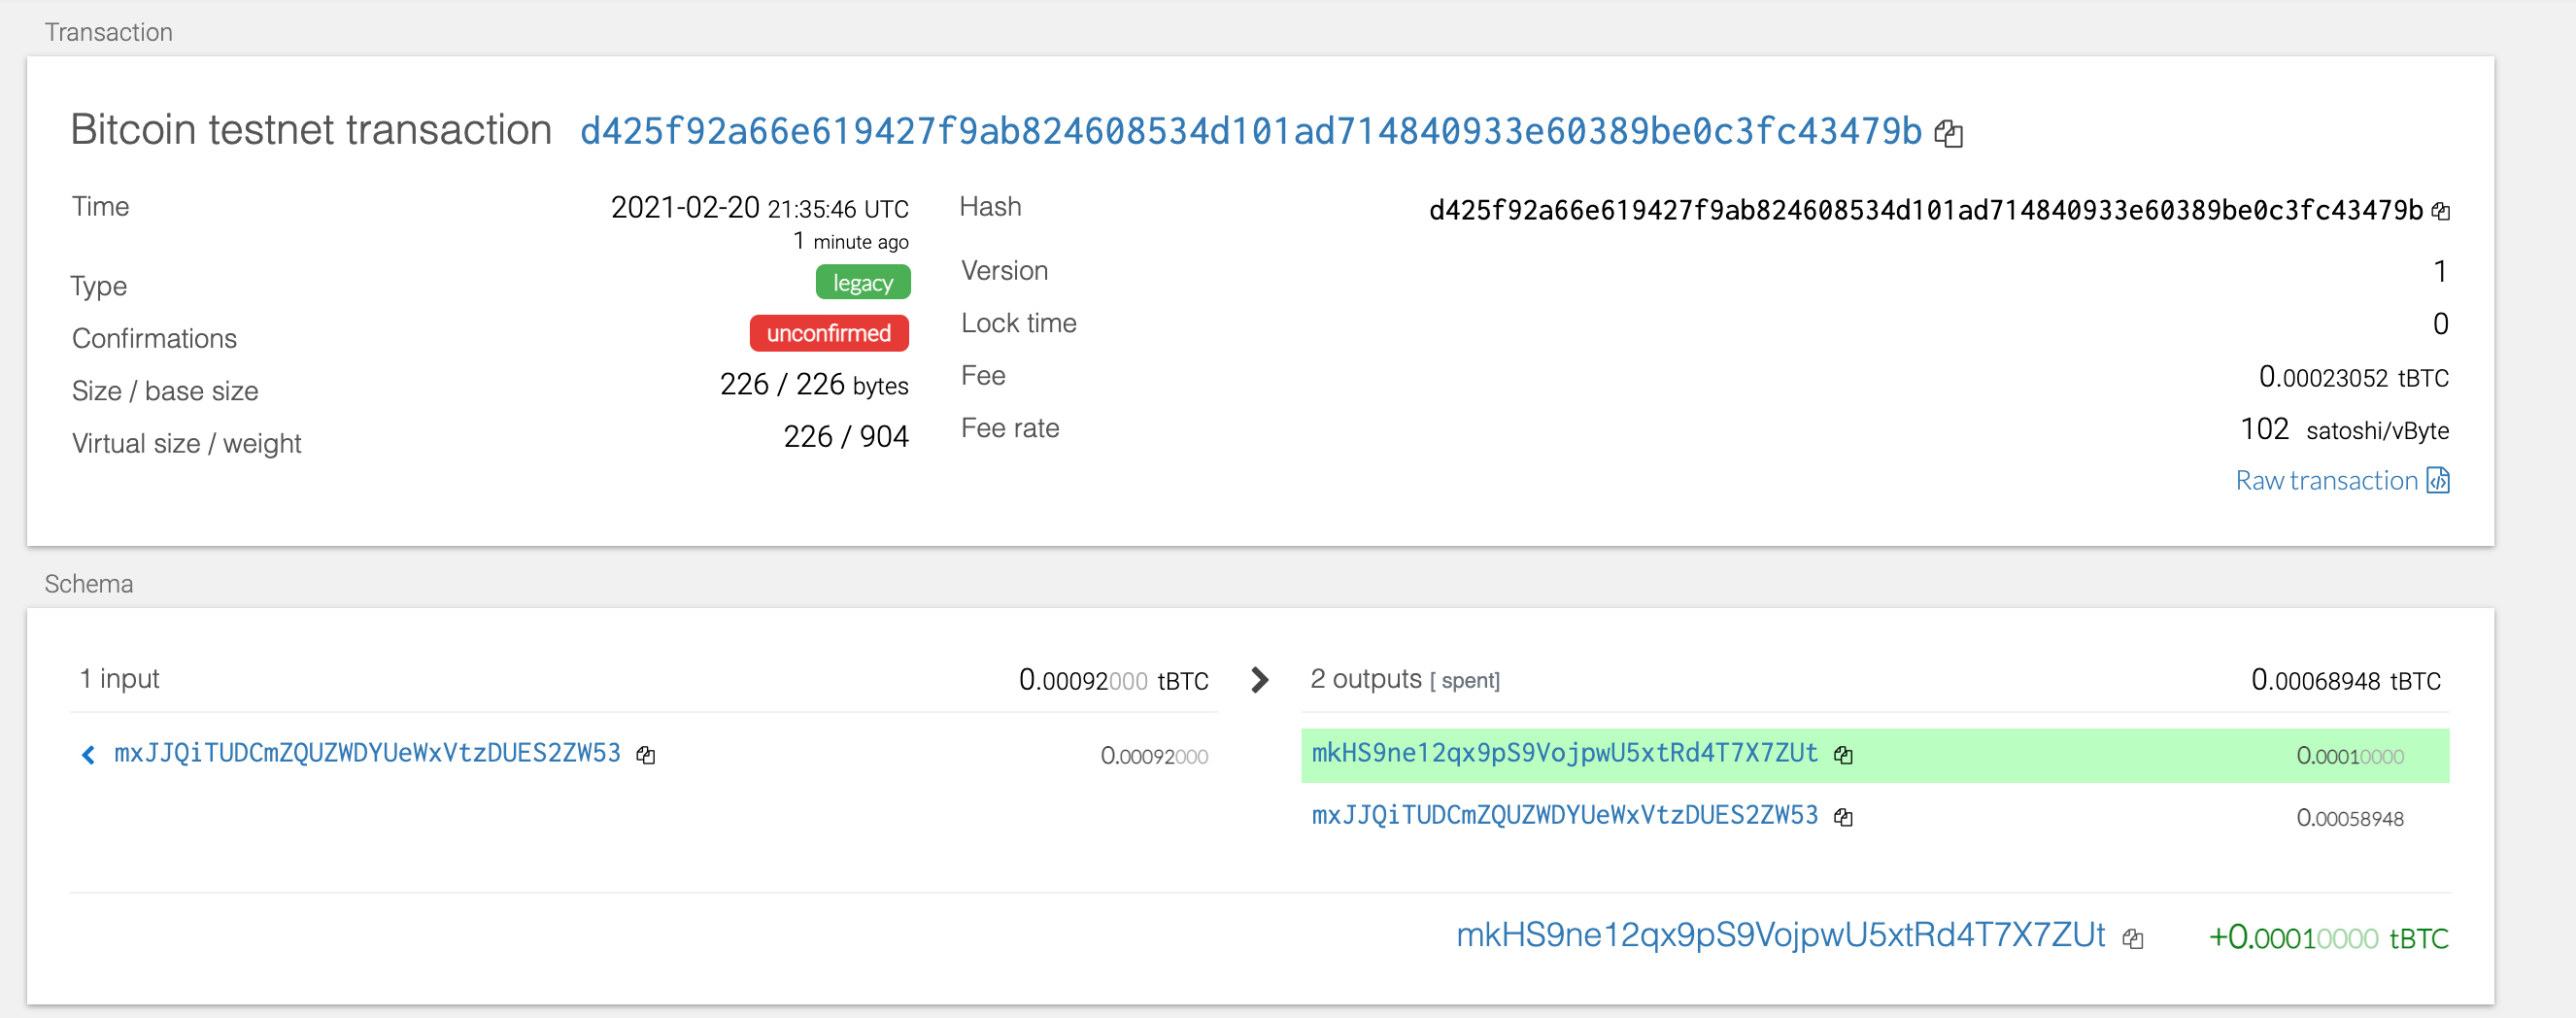 Transaction
Bitcoin testnet transaction d425f92a66e619427f9ab824608534d101ad714840933e60389be0c3fc43479b
Time 2021-02-20 21:35:46 UTC
1 minute ago
Type legacy
Confirmations unconfirmed
Size / base size 226 / 226 bytes
Virtual size / weight 226 / 904
Hash d425f92a66e619427f9ab824608534d101ad714840933e60389be0c3fc43479b
Version 1
Lock time 0
Fee 0.00023052 tBTC
Fee rate 102 satoshi/vByte
Raw transaction
Schema
1 input 0.00092000 tBTC
mxJJQiTUDCmZQUZWDYUeWxVtzDUES2ZW53 0.00092000
2 outputs [ spent] 0.00068948 tBTC
mkHS9ne12qx9pS9VojpwU5xtRd4T7X7ZUt 0.00010000
mxJJQiTUDCmZQUZWDYUeWxVtzDUES2ZW53 0.00058948
mkHS9ne12qx9pS9VojpwU5xtRd4T7X7ZUt +0.00010000 tBTC